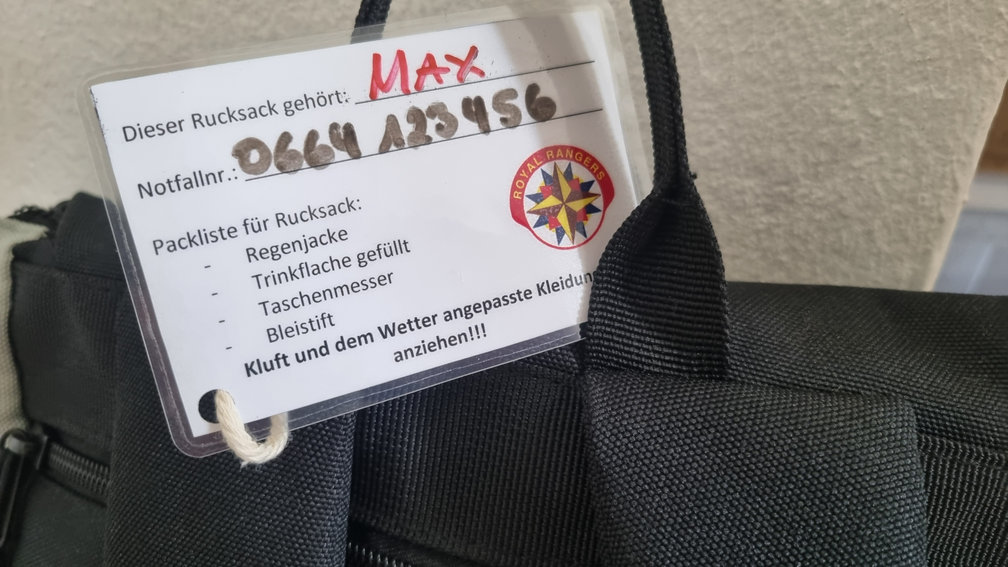 Dieser Rucksack gehört: MAX
Notfallnr.: 0664 123456
ROYAL RANGERS
Packliste für Rucksack:
- Regenjacke
- Trinkflache gefüllt
- Taschenmesser
- Bleistift
Kluft und dem Wetter angepasste Kleidun
anziehen!!!